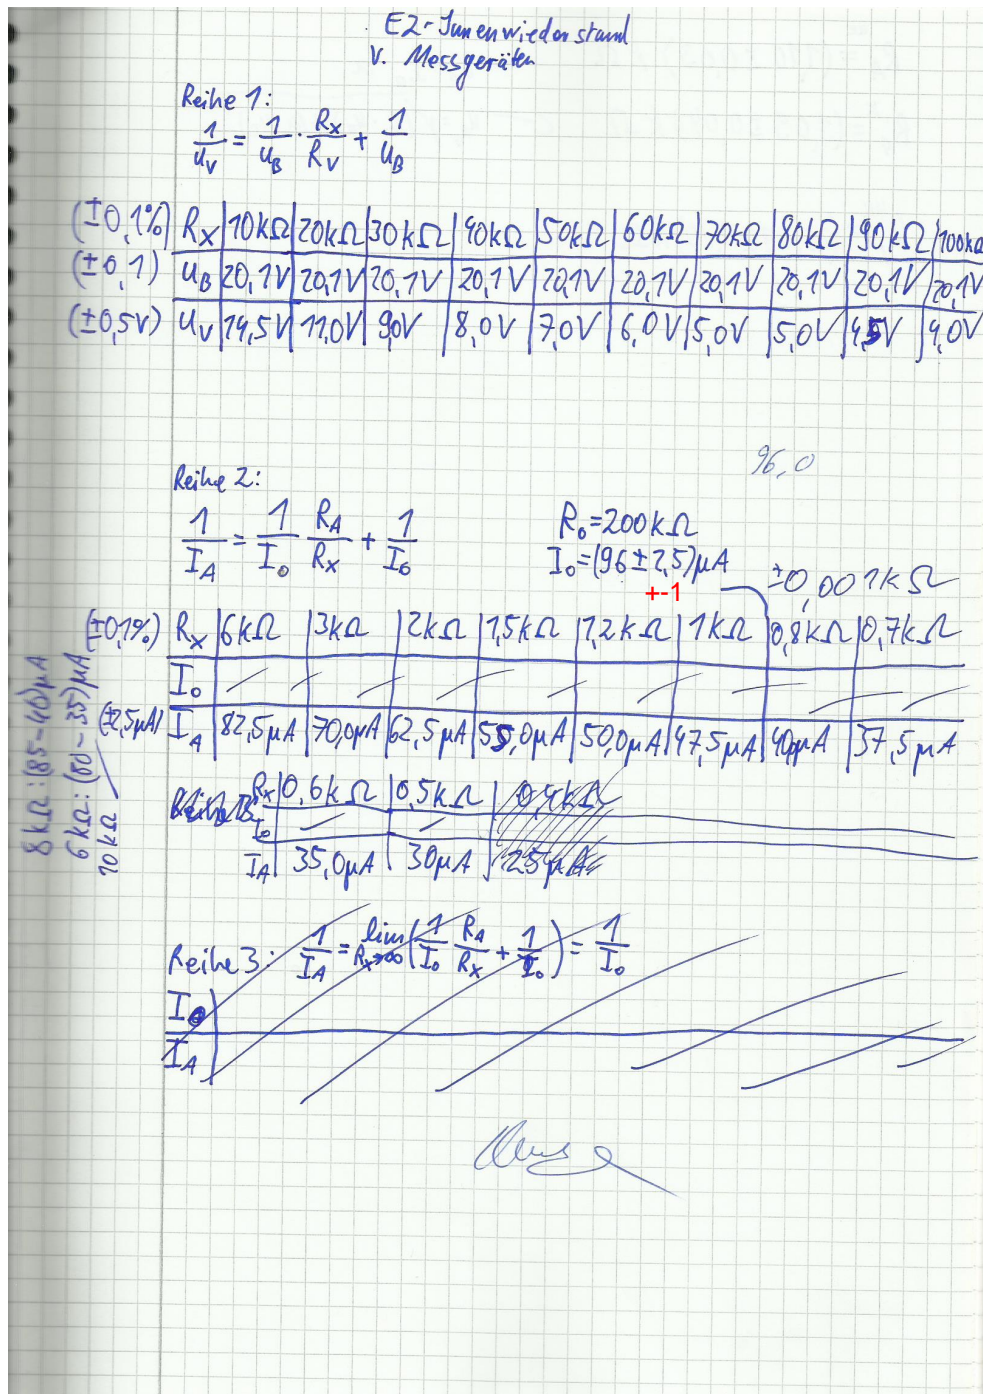 E2-Innenwiederstand
v. Messgeräten
Reihe 1:
1/U_V = 1/U_B · R_X/R_V + 1/U_B
(±0,1%) R_X | 10kΩ | 20kΩ | 30kΩ | 40kΩ | 50kΩ | 60kΩ | 70kΩ | 80kΩ | 90kΩ | 100kΩ
(±0,1) U_B | 20,1V | 20,1V | 20,1V | 20,1V | 20,1V | 20,1V | 20,1V | 20,1V | 20,1V | 20,1V
(±0,5V) U_V | 14,5V | 11,0V | 9,0V | 8,0V | 7,0V | 6,0V | 5,0V | 5,0V | 4,5V | 4,0V
96,0
Reihe 2:
1/I_A = 1/I_0 R_A/R_X + 1/I_0
R_0=200kΩ
I_0=(96±2,5)µA
+-1
±0,001kΩ
(±0,1%) R_X | 6kΩ | 3kΩ | 2kΩ | 1,5kΩ | 1,2kΩ | 1kΩ | 0,8kΩ | 0,7kΩ
I_0
(±2,5µA) I_A | 82,5µA | 70,0µA | 62,5µA | 55,0µA | 50,0µA | 47,5µA | 40µA | 37,5µA
8kΩ: (85-40)µA
6kΩ: (80-35)µA
10kΩ
R_X | 0,6kΩ | 0,5kΩ | 0,4kΩ
I_0
I_A | 35,0µA | 30µA | 25µA
Reihe 3: 1/I_A = lim R_X→∞ (1/I_0 R_A/R_X + 1/I_0) = 1/I_0
I_0
I_A